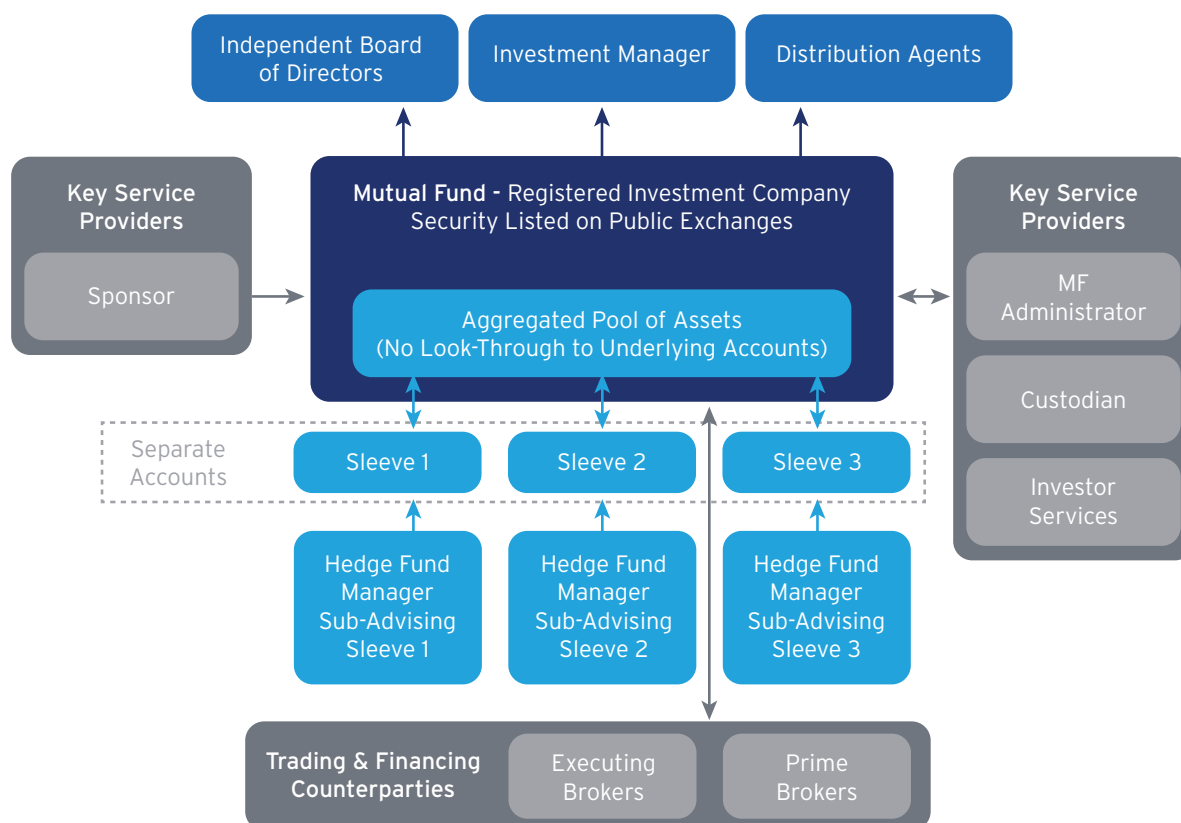 Independent Board
of Directors
Investment Manager
Distribution Agents
Key Service
Providers
Sponsor
Mutual Fund - Registered Investment Company
Security Listed on Public Exchanges
Aggregated Pool of Assets
(No Look-Through to Underlying Accounts)
Key Service
Providers
MF
Administrator
Custodian
Investor
Services
Separate
Accounts
Sleeve 1
Sleeve 2
Sleeve 3
Hedge Fund
Manager
Sub-Advising
Sleeve 1
Hedge Fund
Manager
Sub-Advising
Sleeve 2
Hedge Fund
Manager
Sub-Advising
Sleeve 3
Trading & Financing
Counterparties
Executing
Brokers
Prime
Brokers